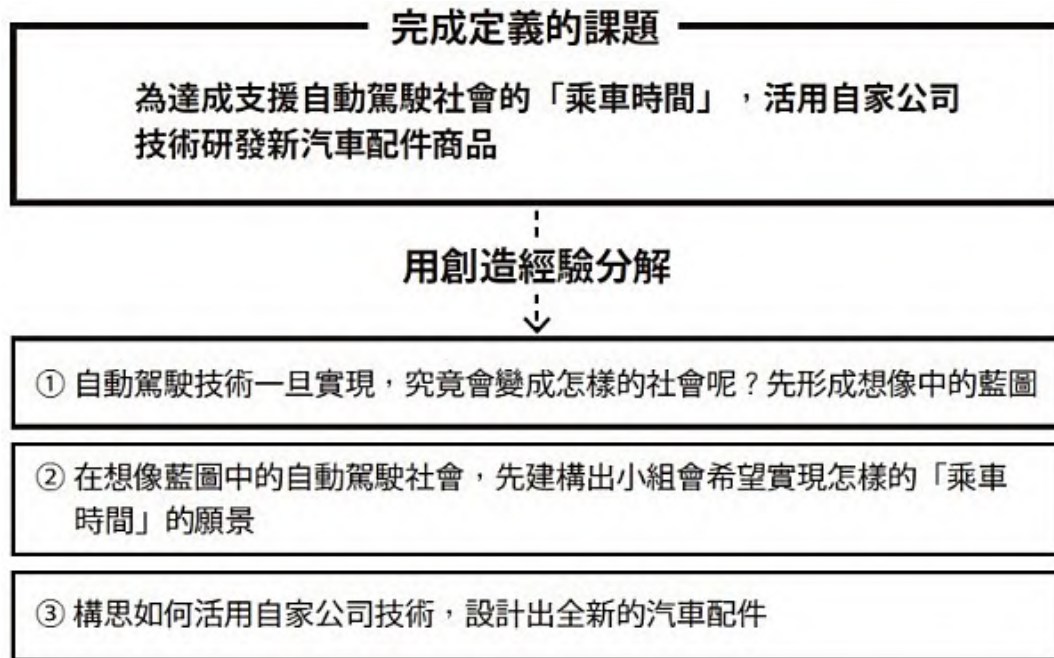 完成定義的課題
為達成支援自動駕駛社會的「乘車時間」，活用自家公司
技術研發新汽車配件商品
用創造經驗分解
① 自動駕駛技術一旦實現，究竟會變成怎樣的社會呢？先形成想像中的藍圖
② 在想像藍圖中的自動駕駛社會，先建構出小組會希望實現怎樣的「乘車
時間」的願景
③ 構思如何活用自家公司技術，設計出全新的汽車配件